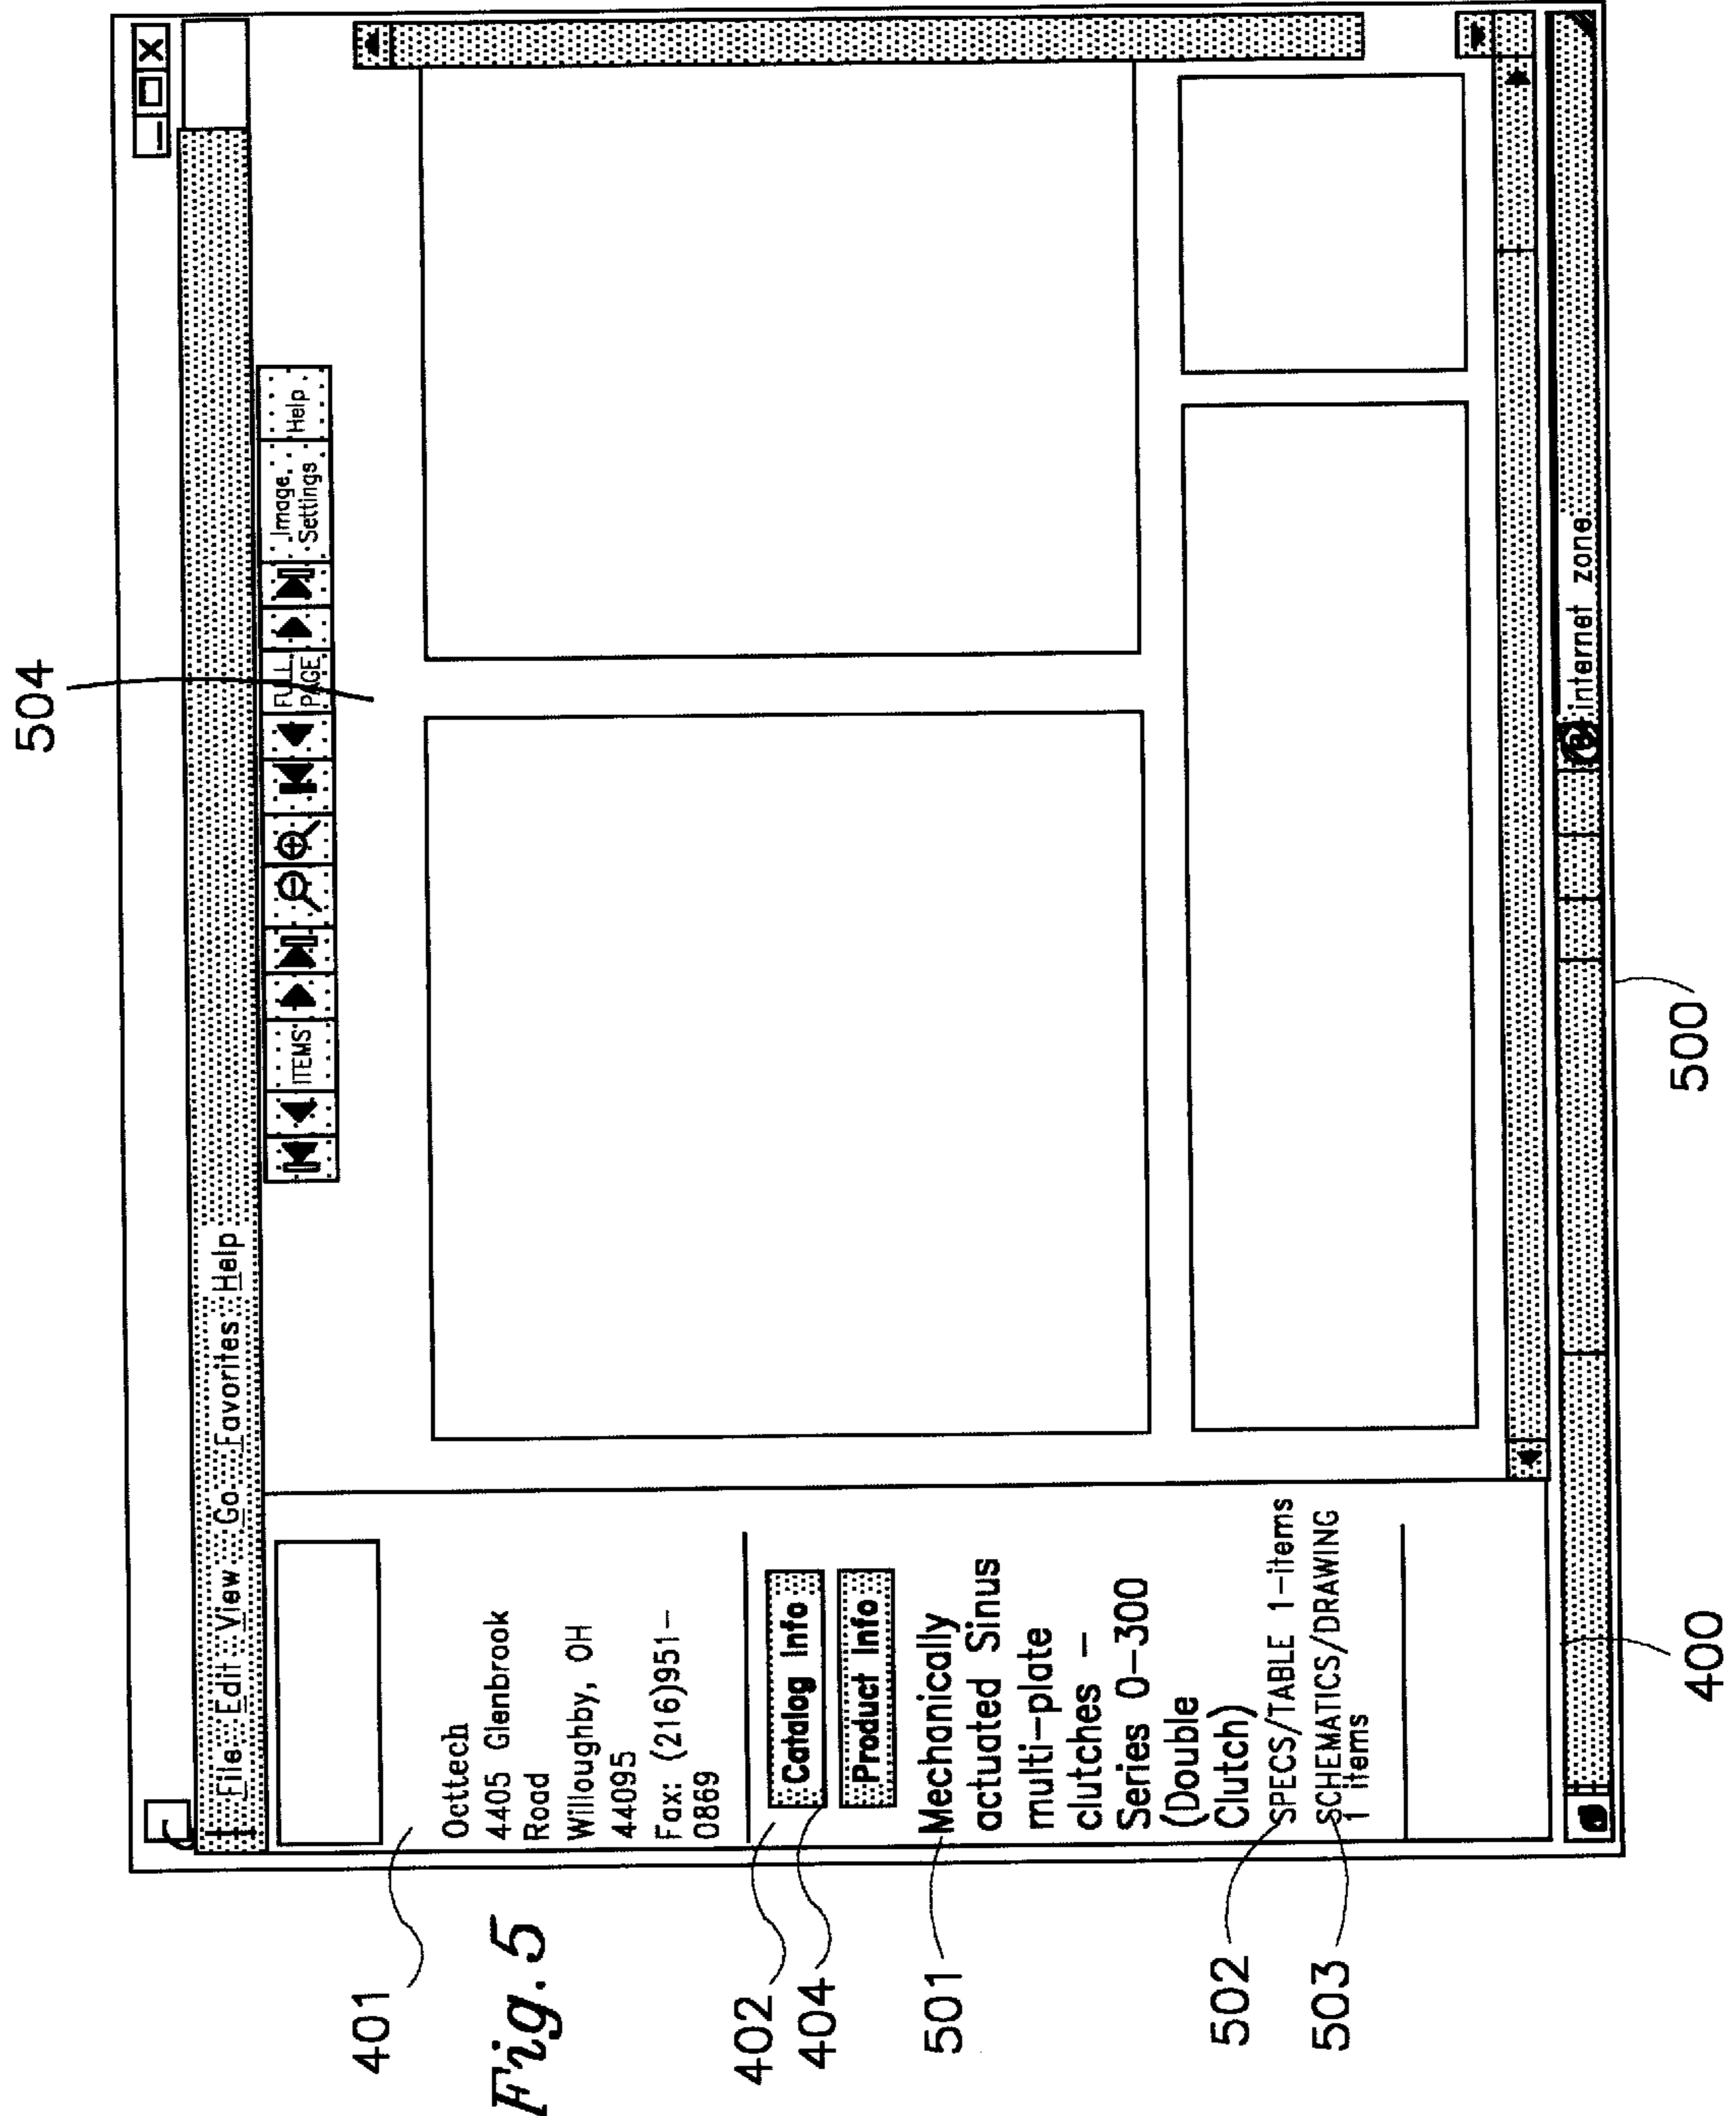 504
File Edit View Go Favorites Help
ITEMS
FULL
PAGE
Image
Settings
Help
401
Octtech
4405 Glenbrook
Road
Willoughby, OH
44095
Fax: (216)951-
0869
Fig. 5
402
Catalog Info
404
Product Info
501
Mechanically
actuated Sinus
multi-plate
clutches -
Series 0-300
(Double
Clutch)
502
SPECS/TABLE 1-items
503
SCHEMATICS/DRAWING
1 items
internet zone
400
500